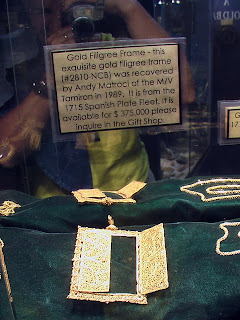 Gold Filigree Frame - this
exquisite gold filigree frame
(#2810-NCB) was recovered
by Andy Matroci of the M/V
Tamiron in 1989. It is from the
1715 Spanish Plate Fleet. It is
available for $ 375,000 please
inquire in the Gift Shop.